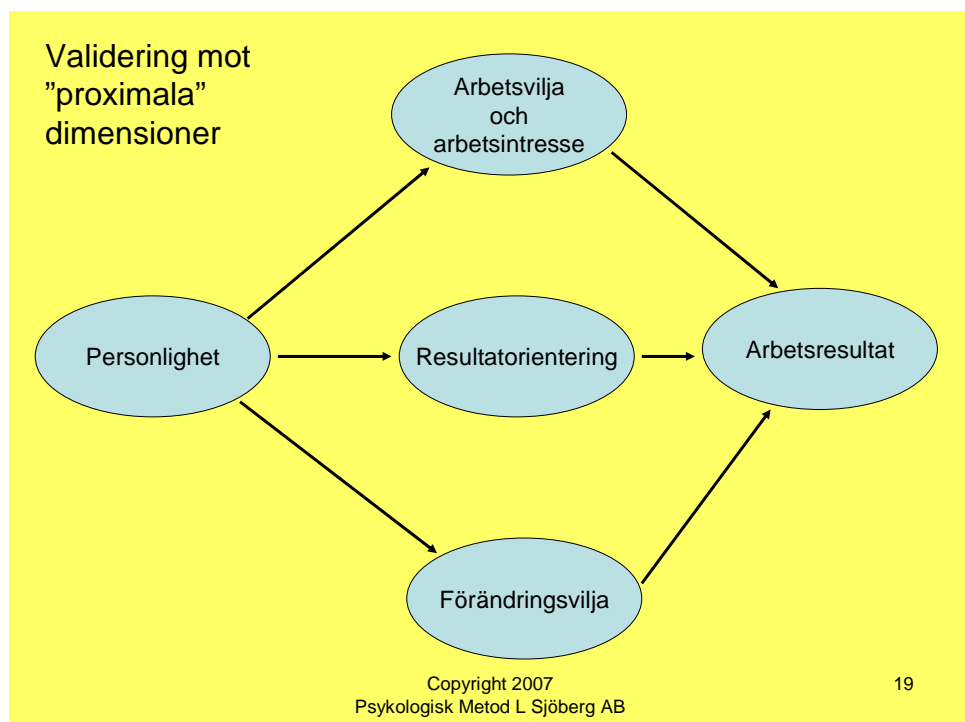 Validering mot
”proximala”
dimensioner
Arbetsvilja
och
arbetsintresse
Personlighet
Resultatorientering
Arbetsresultat
Förändringsvilja
Copyright 2007
Psykologisk Metod L Sjöberg AB
19